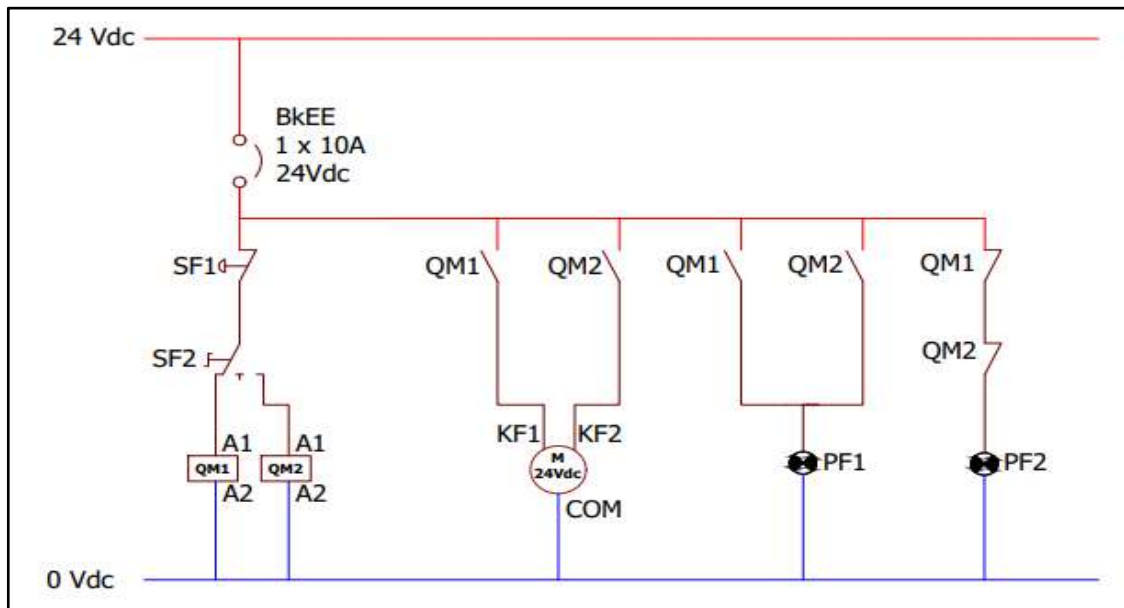 24 Vdc
BkEE
1 x 10A
24Vdc
SF1
QM1
QM2
QM1
QM2
QM1
SF2
QM2
KF1
KF2
A1
A1
QM1
QM2
M
24Vdc
PF1
PF2
A2
A2
COM
0 Vdc